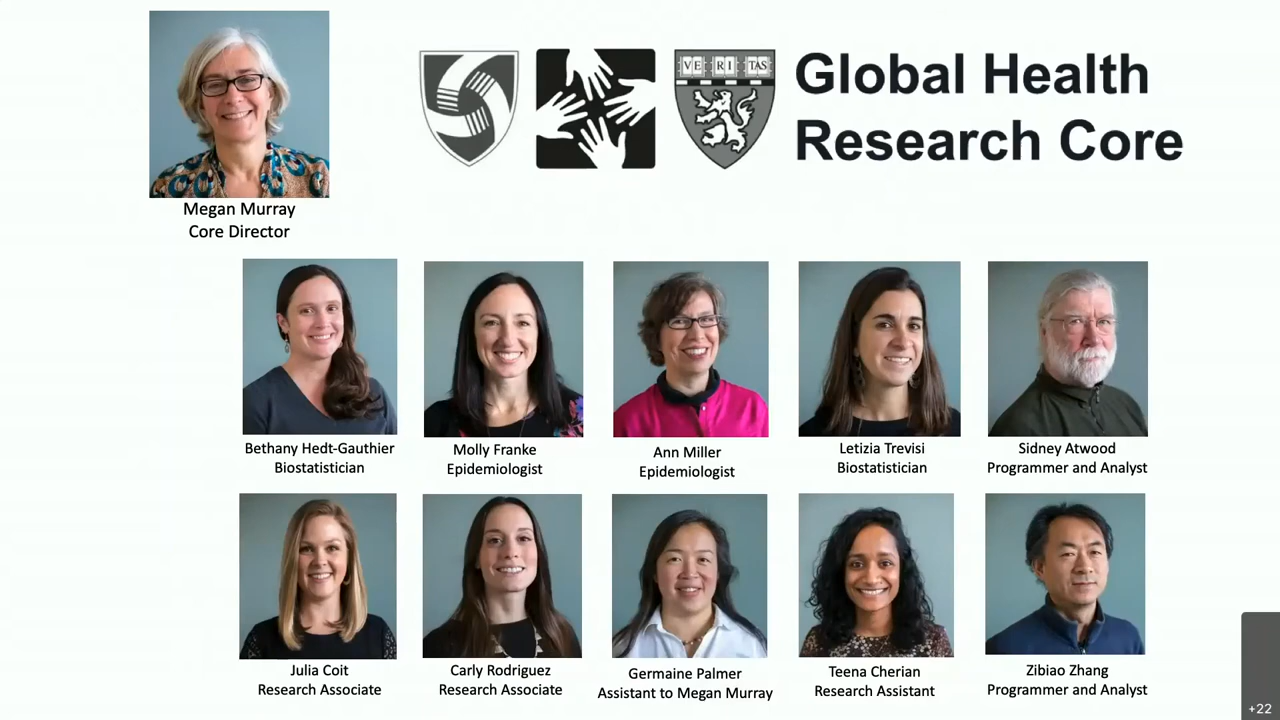 VE RI TAS
Global Health
Research Core
Megan Murray
Core Director
Bethany Hedt-Gauthier
Biostatistician
Molly Franke
Epidemiologist
Ann Miller
Epidemiologist
Letizia Trevisi
Biostatistician
Sidney Atwood
Programmer and Analyst
Julia Coit
Research Associate
Carly Rodriguez
Research Associate
Germaine Palmer
Assistant to Megan Murray
Teena Cherian
Research Assistant
Zibiao Zhang
Programmer and Analyst
+22